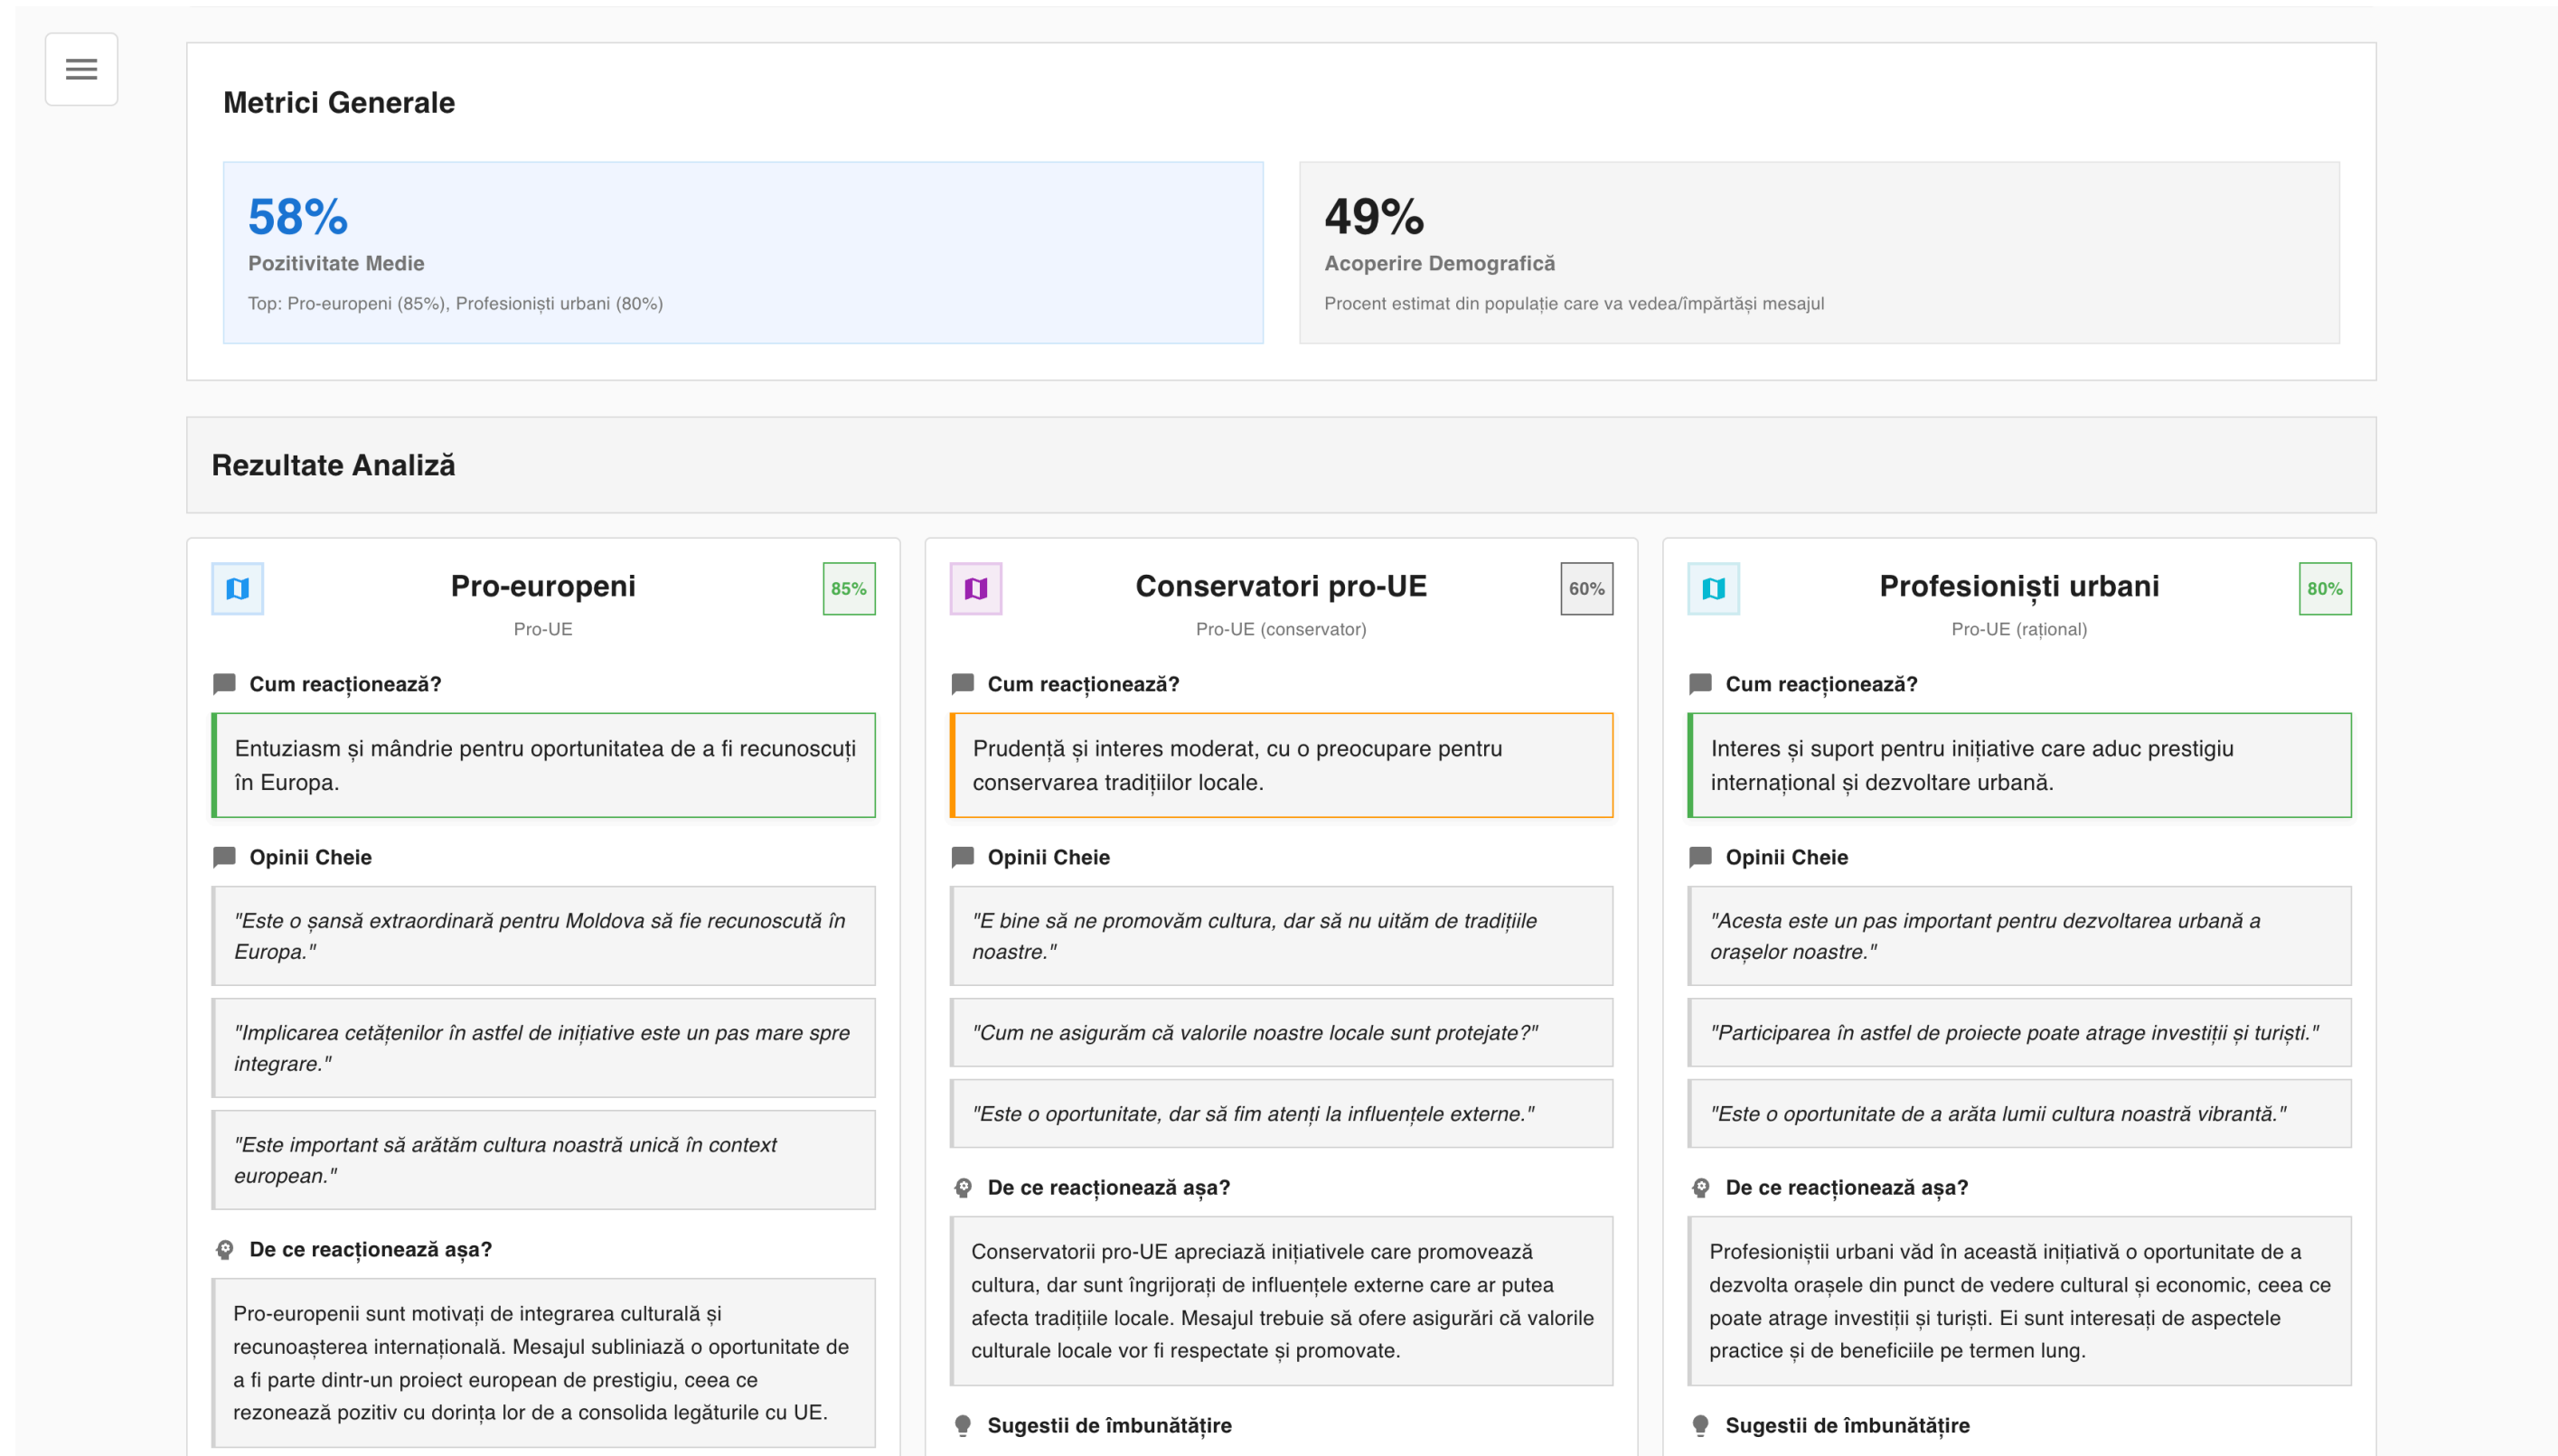 Metrici Generale
58%
Pozitivitate Medie
Top: Pro-europeni (85%), Profesioniști urbani (80%)
49%
Acoperire Demografică
Procent estimat din populație care va vedea/împărtăși mesajul
Rezultate Analiză
Pro-europeni
85%
Pro-UE
Cum reacționează?
Entuziasm și mândrie pentru oportunitatea de a fi recunoscuți
în Europa.
Opinii Cheie
"Este o șansă extraordinară pentru Moldova să fie recunoscută în
Europa."
"Implicarea cetățenilor în astfel de inițiative este un pas mare spre
integrare."
"Este important să arătăm cultura noastră unică în context
european."
De ce reacționează așa?
Pro-europenii sunt motivați de integrarea culturală și
recunoașterea internațională. Mesajul subliniază o oportunitate de
a fi parte dintr-un proiect european de prestigiu, ceea ce
rezonează pozitiv cu dorința lor de a consolida legăturile cu UE.
Conservatori pro-UE
60%
Pro-UE (conservator)
Cum reacționează?
Prudență și interes moderat, cu o preocupare pentru
conservarea tradițiilor locale.
Opinii Cheie
"E bine să ne promovăm cultura, dar să nu uităm de tradițiile
noastre."
"Cum ne asigurăm că valorile noastre locale sunt protejate?"
"Este o oportunitate, dar să fim atenți la influențele externe."
De ce reacționează așa?
Conservatorii pro-UE apreciază inițiativele care promovează
cultura, dar sunt îngrijorați de influențele externe care ar putea
afecta tradițiile locale. Mesajul trebuie să ofere asigurări că valorile
culturale locale vor fi respectate și promovate.
Sugestii de îmbunătățire
Profesioniști urbani
80%
Pro-UE (rațional)
Cum reacționează?
Interes și suport pentru inițiative care aduc prestigiu
internațional și dezvoltare urbană.
Opinii Cheie
"Acesta este un pas important pentru dezvoltarea urbană a
orașelor noastre."
"Participarea în astfel de proiecte poate atrage investiții și turiști."
"Este o oportunitate de a arăta lumii cultura noastră vibrantă."
De ce reacționează așa?
Profesioniștii urbani văd în această inițiativă o oportunitate de a
dezvolta orașele din punct de vedere cultural și economic, ceea ce
poate atrage investiții și turiști. Ei sunt interesați de aspectele
practice și de beneficiile pe termen lung.
Sugestii de îmbunătățire